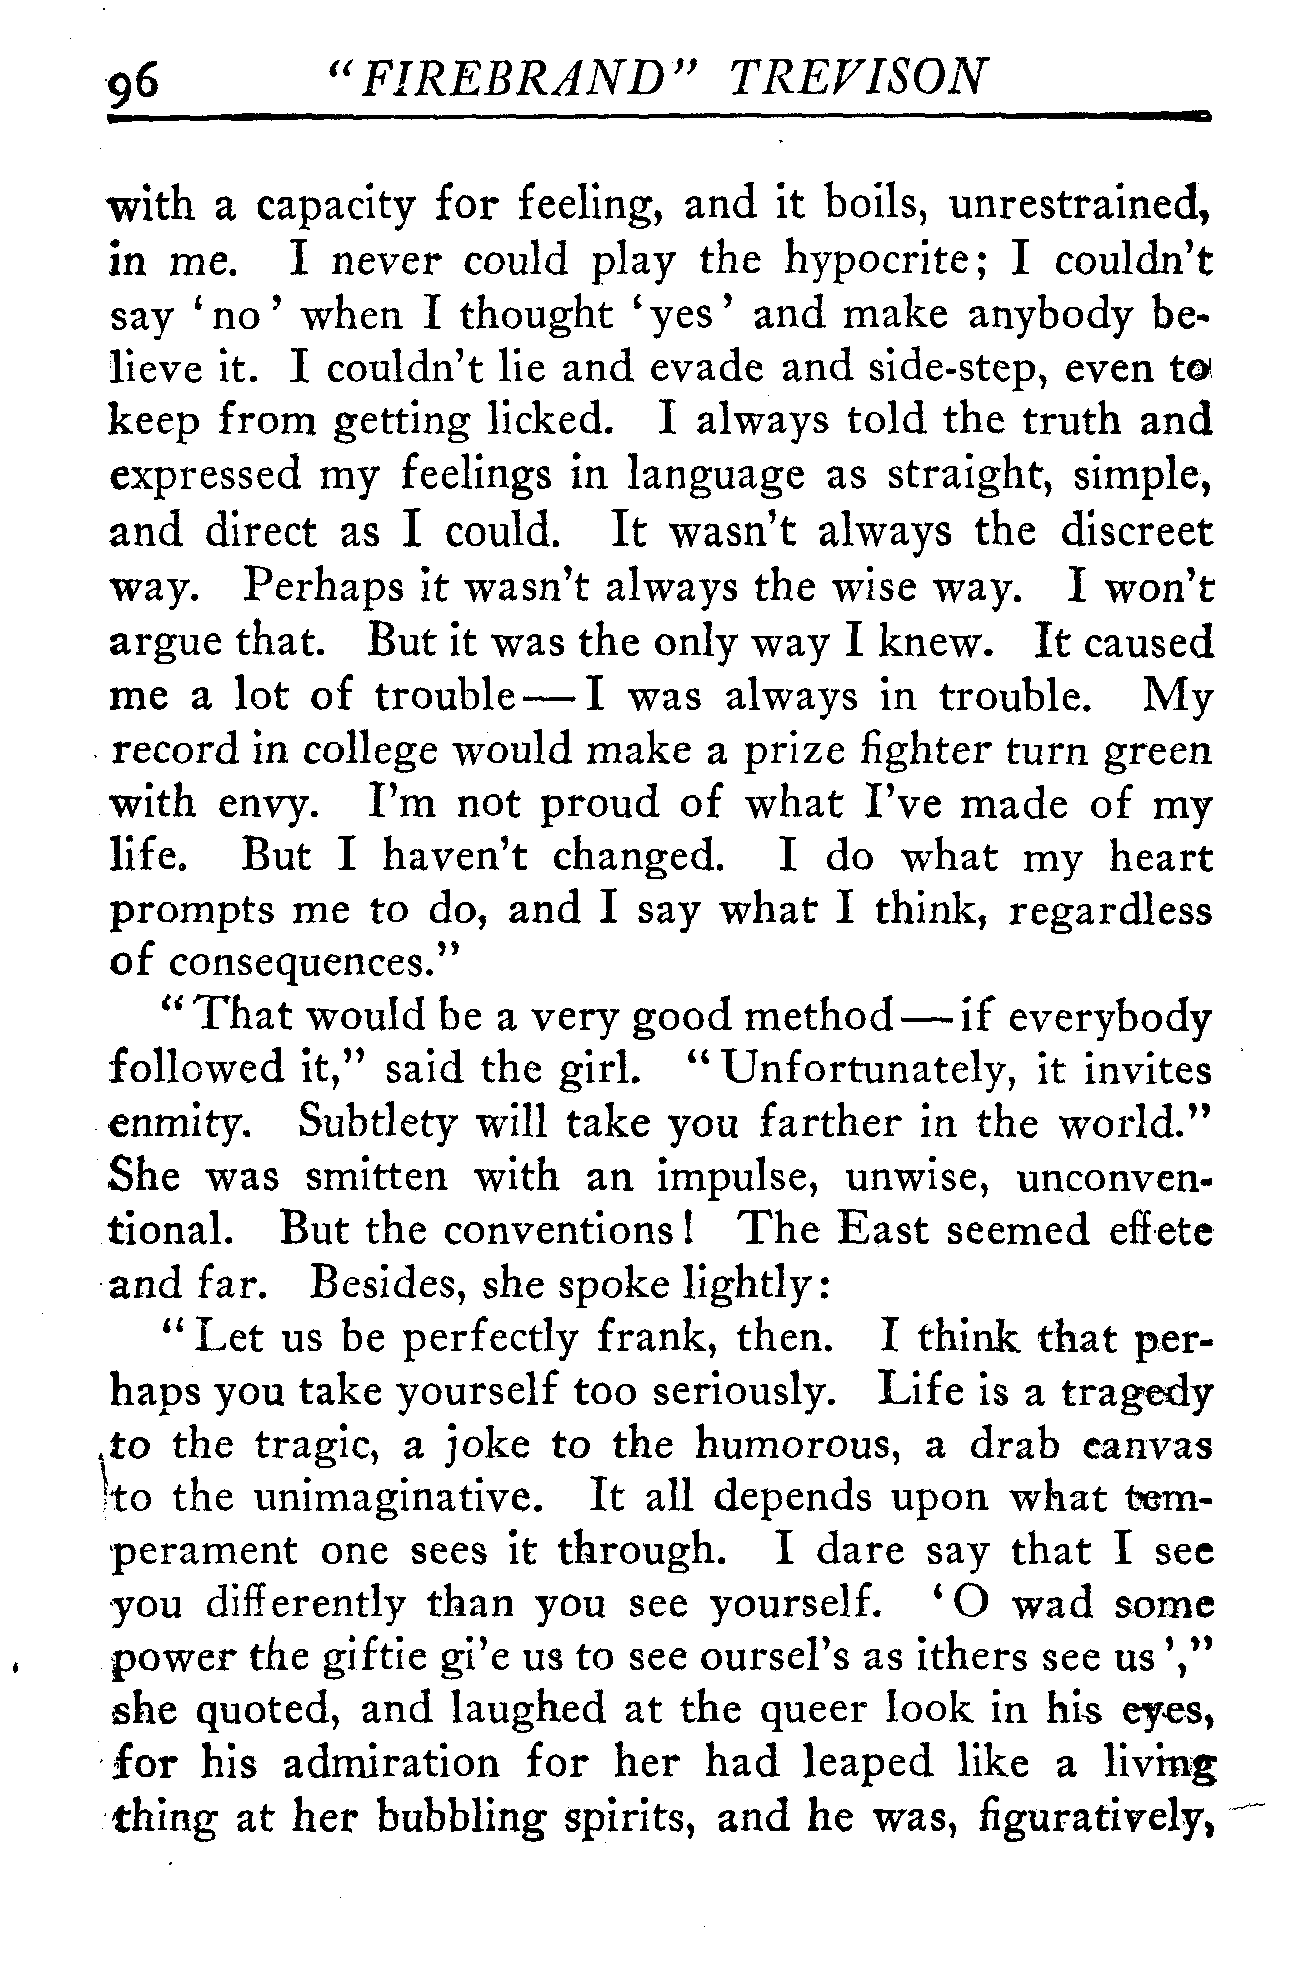 96 "FIREBRAND" TREVISON
with a capacity for feeling, and it boils, unrestrained,
in me. I never could play the hypocrite; I couldn't
say 'no' when I thought 'yes' and make anybody be-
lieve it. I couldn't lie and evade and side-step, even to
keep from getting licked. I always told the truth and
expressed my feelings in language as straight, simple,
and direct as I could. It wasn't always the discreet
way. Perhaps it wasn't always the wise way. I won't
argue that. But it was the only way I knew. It caused
me a lot of trouble—I was always in trouble. My
record in college would make a prize fighter turn green
with envy. I'm not proud of what I've made of my
life. But I haven't changed. I do what my heart
prompts me to do, and I say what I think, regardless
of consequences."
"That would be a very good method—if everybody
followed it," said the girl. "Unfortunately, it invites
enmity. Subtlety will take you farther in the world."
She was smitten with an impulse, unwise, unconven-
tional. But the conventions! The East seemed effete
and far. Besides, she spoke lightly:
"Let us be perfectly frank, then. I think that per-
haps you take yourself too seriously. Life is a tragedy
to the tragic, a joke to the humorous, a drab canvas
to the unimaginative. It all depends upon what tem-
perament one sees it through. I dare say that I see
you differently than you see yourself. 'O wad some
power the giftie gi'e us to see oursel's as ithers see us',"
she quoted, and laughed at the queer look in his eyes,
for his admiration for her had leaped like a living
thing at her bubbling spirits, and he was, figuratively,